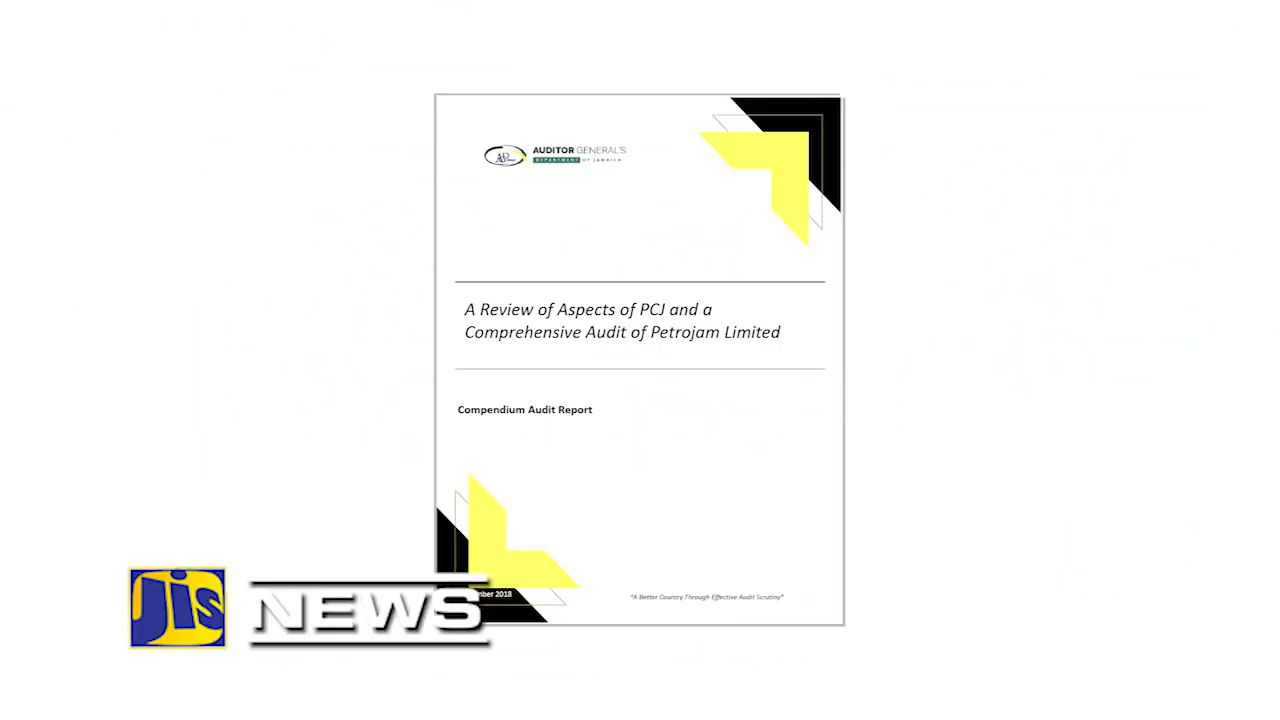 AUDITOR GENERAL'S
DEPARTMENT OF JAMAICA
A Review of Aspects of PCJ and a
Comprehensive Audit of Petrojam Limited
Compendium Audit Report
2018
"A Better Country Through Effective Audit Scrutiny"
JIS NEWS